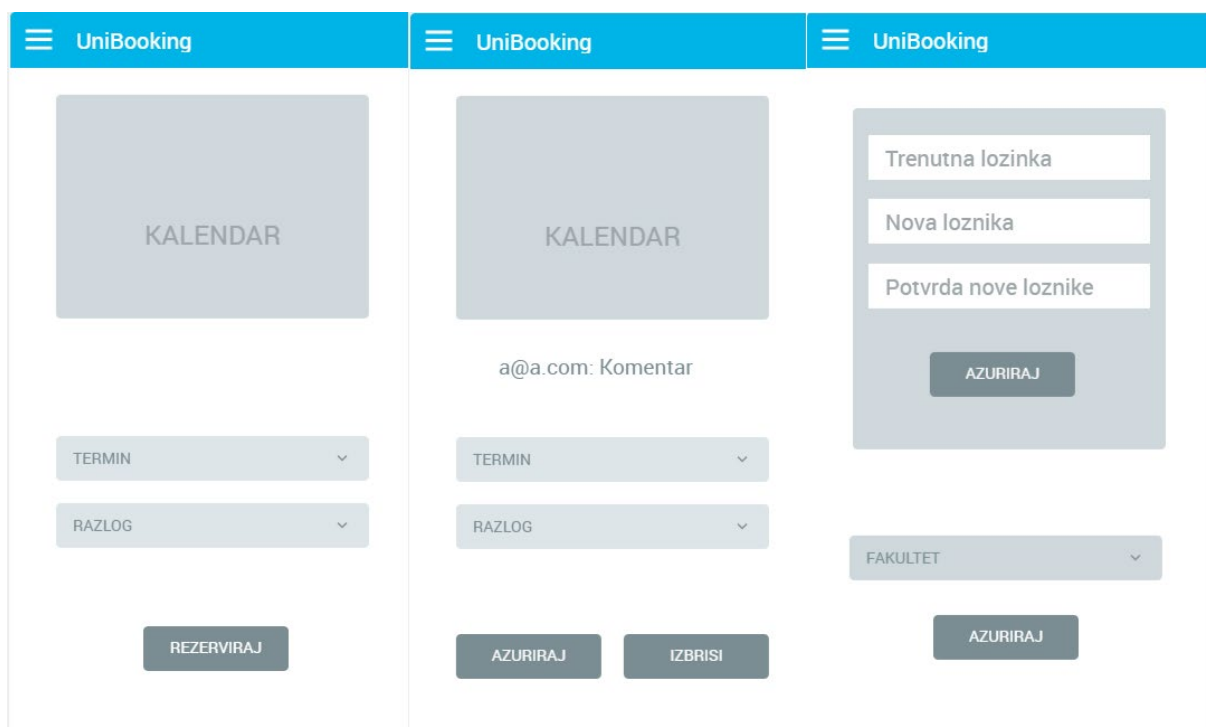 UniBooking
KALENDAR
TERMIN
RAZLOG
REZERVIRAJ
UniBooking
KALENDAR
a@a.com: Komentar
TERMIN
RAZLOG
AZURIRAJ
IZBRISI
UniBooking
Trenutna lozinka
Nova loznika
Potvrda nove loznike
AZURIRAJ
FAKULTET
AZURIRAJ